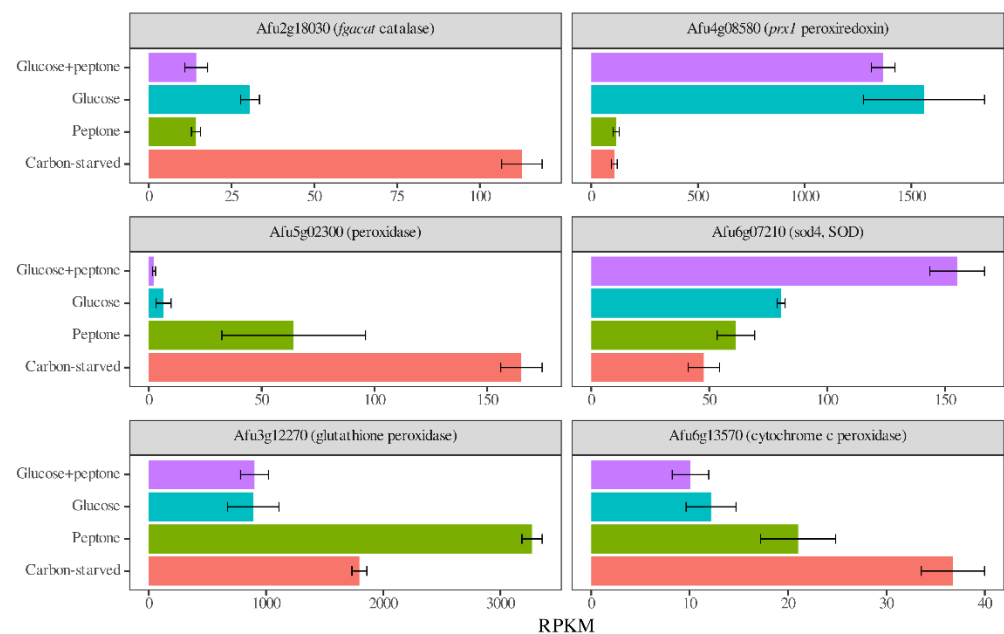 Afu2g18030 (fgacat catalase) Afu4g08580 (prx1 peroxiredoxin)
Glucose+peptone
Glucose
Peptone
Carbon-starved
0 25 50 75 100 0 500 1000 1500
Afu5g02300 (peroxidase) Afu6g07210 (sod4, SOD)
Glucose+peptone
Glucose
Peptone
Carbon-starved
0 50 100 150 0 50 100 150
Afu3g12270 (glutathione peroxidase) Afu6g13570 (cytochrome c peroxidase)
Glucose+peptone
Glucose
Peptone
Carbon-starved
0 1000 2000 3000 0 10 20 30 40
RPKM